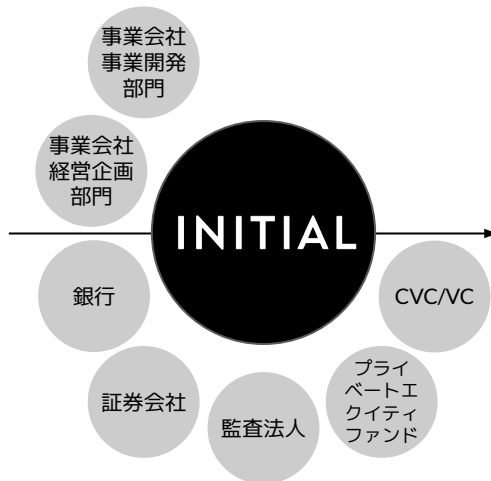 事業会社
事業開発
部門
事業会社
経営企画
部門
INITIAL
銀行
CVC/VC
証券会社
監査法人
プライ
ベートエ
クイティ
ファンド